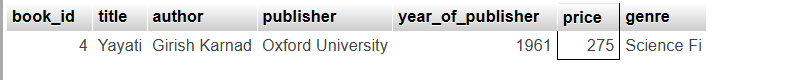 book_id title author publisher year_of_publisher price genre
4 Yayati Girish Karnad Oxford University 1961 275 Science Fi